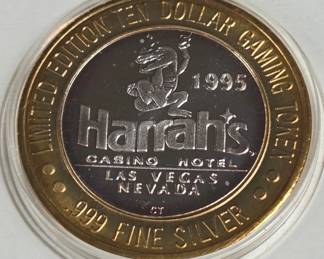 LIMITED EDITION TEN DOLLAR GAMING TOKEN
1995
Harrah's
CASINO HOTEL
LAS VEGAS,
NEVADA
CT
.999 FINE SILVER